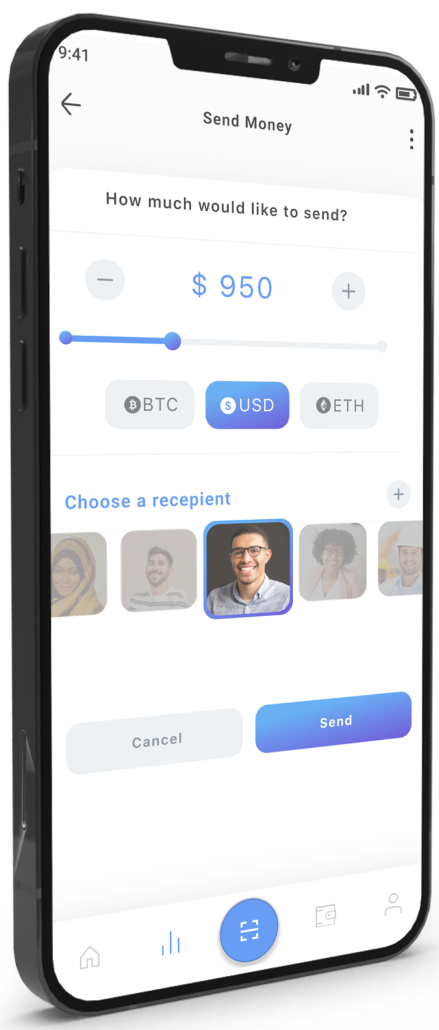 9:41
Send Money
How much would like to send?
$ 950
BTC
USD
ETH
Choose a recepient
Cancel
Send